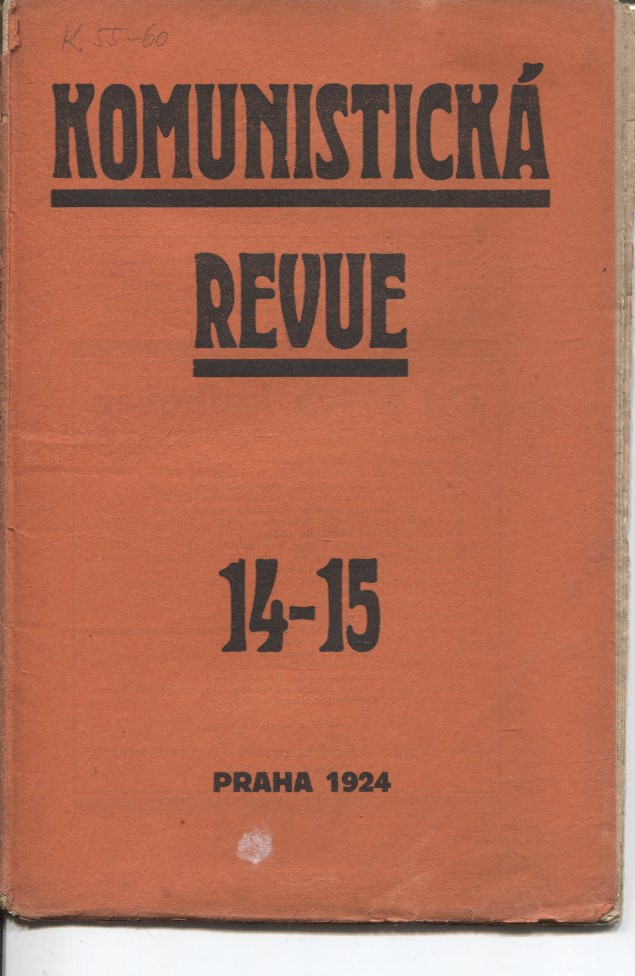 K 55-60
KOMUNISTICKÁ
REVUE
14-15
PRAHA 1924